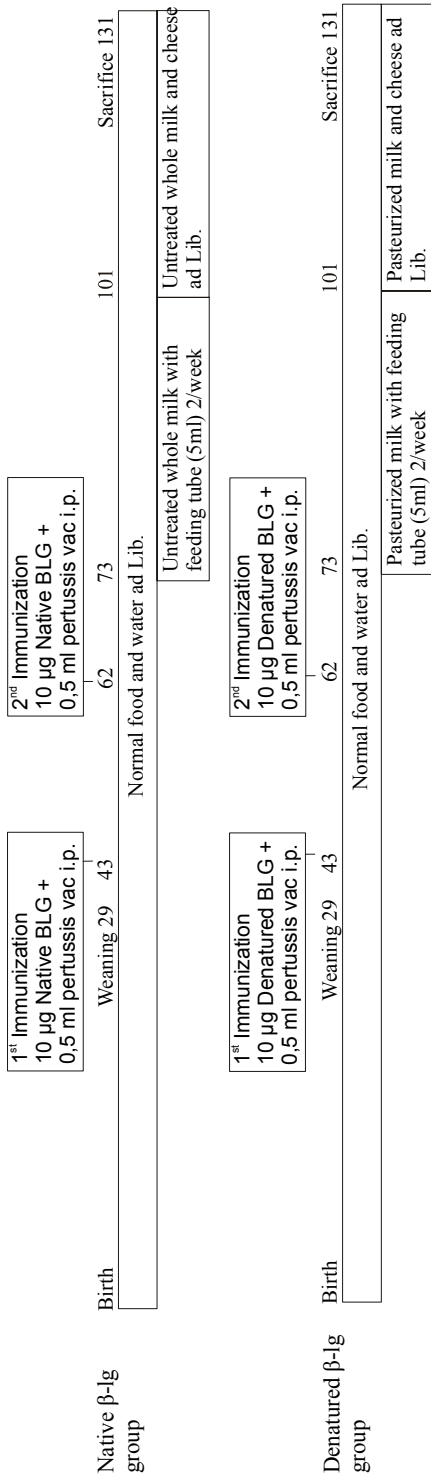 1st Immunization
10 µg Native BLG +
0,5 ml pertussis vac i.p.
2nd Immunization
10 µg Native BLG +
0,5 ml pertussis vac i.p.
Native β-lg
group
Birth
Weaning 29
43
62
73
101
Sacrifice 131
Normal food and water ad Lib.
Untreated whole milk with
feeding tube (5ml) 2/week
Untreated whole milk and cheese
ad Lib.
1st Immunization
10 µg Denatured BLG +
0,5 ml pertussis vac i.p.
2nd Immunization
10 µg Denatured BLG +
0,5 ml pertussis vac i.p.
Denatured β-lg
group
Birth
Weaning 29
43
62
73
101
Sacrifice 131
Normal food and water ad Lib.
Pasteurized milk with feeding
tube (5ml) 2/week
Pasteurized milk and cheese ad
Lib.